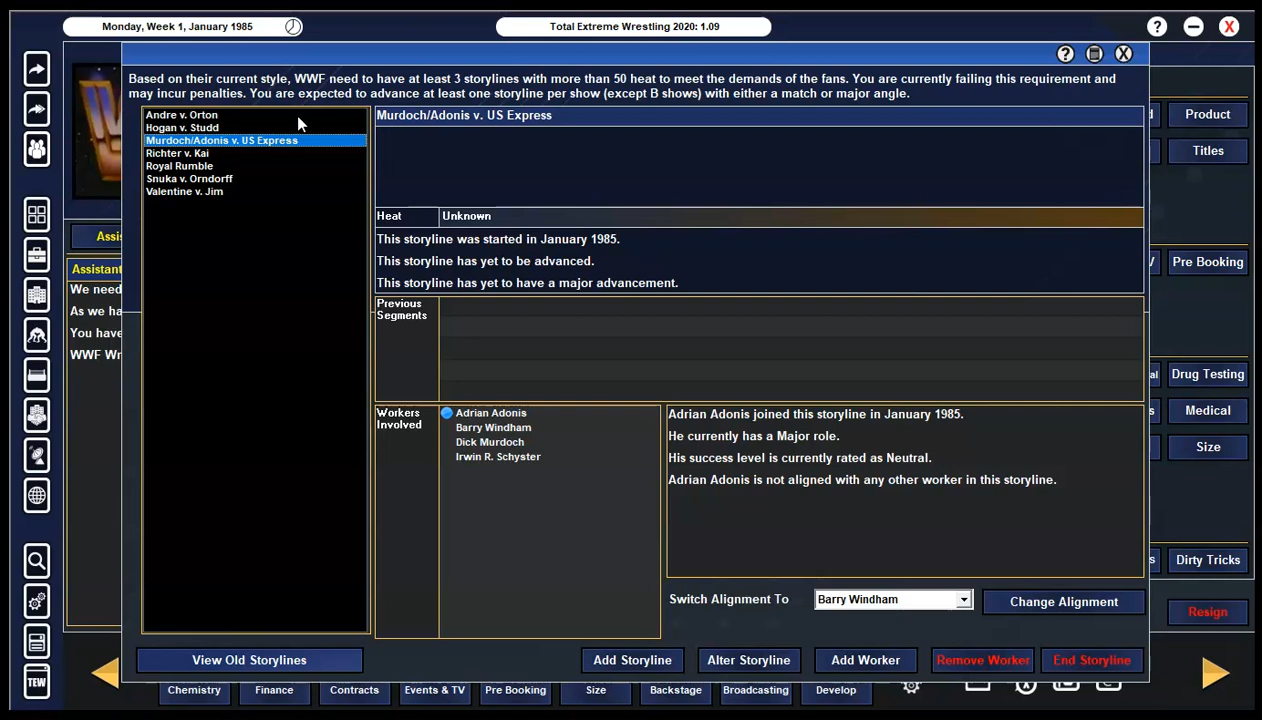 Monday, Week 1, January 1985
Total Extreme Wrestling 2020: 1.09
?
X
?
X
Based on their current style, WWF need to have at least 3 storylines with more than 50 heat to meet the demands of the fans. You are currently failing this requirement and
may incur penalties. You are expected to advance at least one storyline per show (except B shows) with either a match or major angle.
Andre v. Orton
Hogan v. Studd
Murdoch/Adonis v. US Express
Richter v. Kai
Royal Rumble
Snuka v. Orndorff
Valentine v. Jim
Murdoch/Adonis v. US Express
Heat
Unknown
This storyline was started in January 1985.
This storyline has yet to be advanced.
This storyline has yet to have a major advancement.
Previous
Segments
Workers
Involved
Adrian Adonis
Barry Windham
Dick Murdoch
Irwin R. Schyster
Adrian Adonis joined this storyline in January 1985.
He currently has a Major role.
His success level is currently rated as Neutral.
Adrian Adonis is not aligned with any other worker in this storyline.
Switch Alignment To
Barry Windham
Change Alignment
View Old Storylines
Add Storyline
Alter Storyline
Add Worker
Remove Worker
End Storyline
Assis
Assistant
We need
As we ha
You have
WWF Wr
Product
Titles
Pre Booking
Drug Testing
Medical
Size
Dirty Tricks
Resign
TEW
Chemistry
Finance
Contracts
Events & TV
Pre Booking
Size
Backstage
Broadcasting
Develop